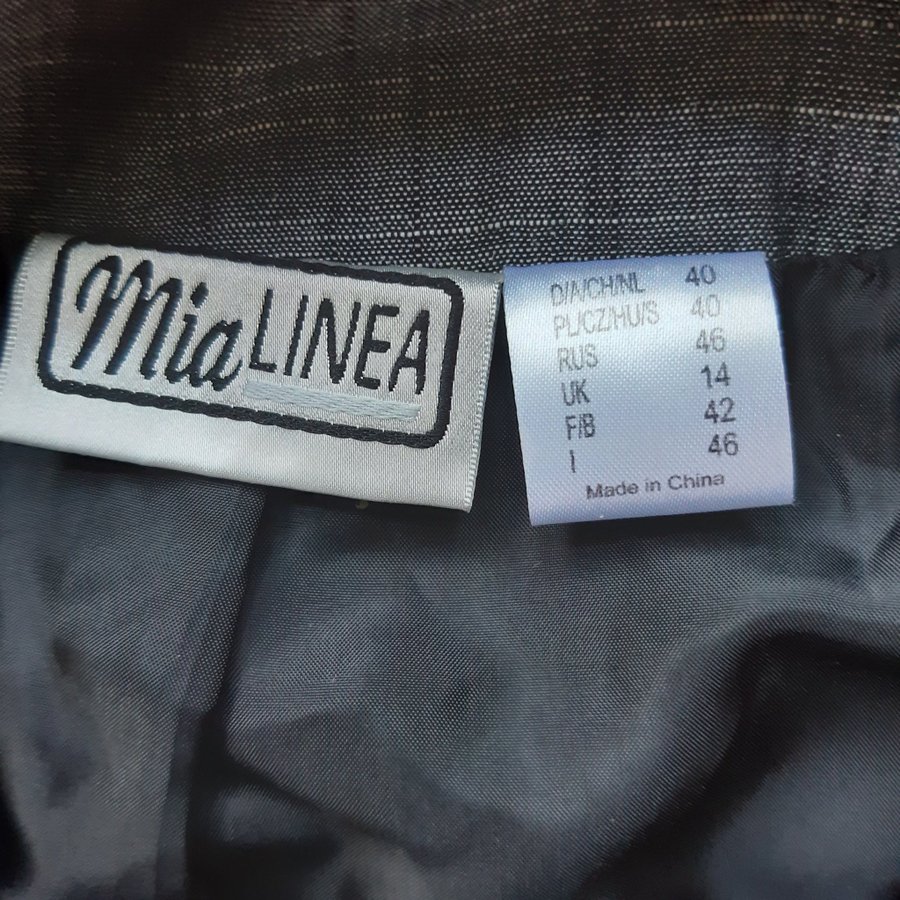 Mia LINEA
D/A/CH/NL 40
PL/CZ/HU/S 40
RUS 46
UK 14
F/B 42
I 46
Made in China